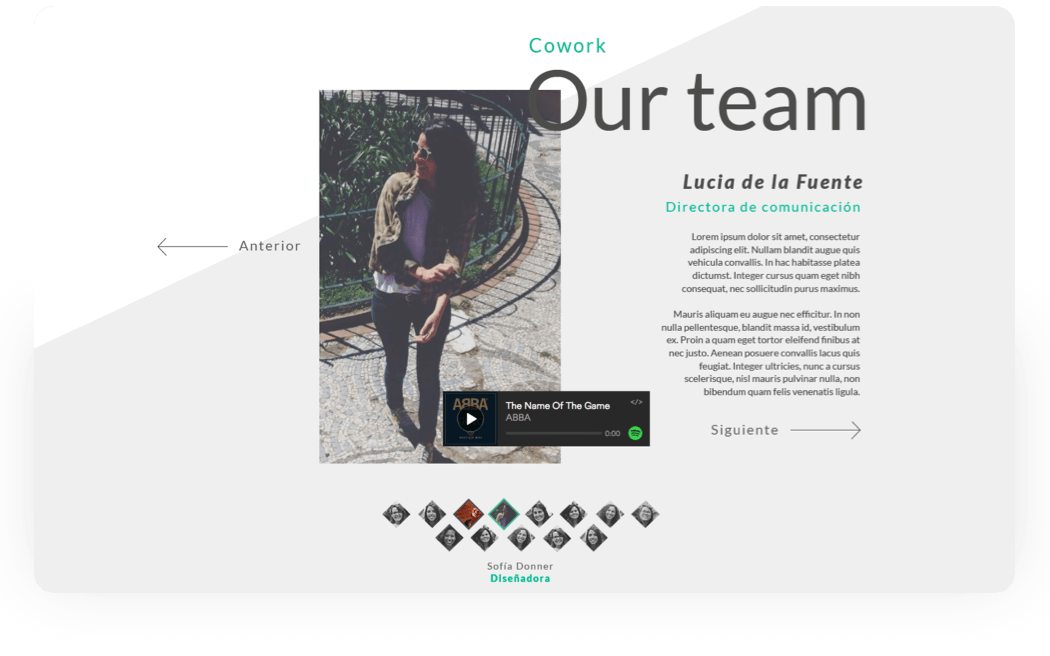 Cowork
Our team
Lucia de la Fuente
Directora de comunicación
Anterior
Lorem ipsum dolor sit amet, consectetur
adipiscing elit. Nullam blandit augue quis
vehicula convallis. In hac habitasse platea
dictumst. Integer cursus quam eget nibh
consequat, nec sollicitudin purus maximus.
Mauris aliquam eu augue nec efficitur. In non
nulla pellentesque, blandit massa id, vestibulum
ex. Proin a quam eget tortor eleifend finibus at
nec justo. Aenean posuere convallis lacus quis
feugiat. Integer ultricies, nunc a cursus
scelerisque, nisl mauris pulvinar nulla, non
bibendum quam felis venenatis ligula.
ABBA
The Name Of The Game
</>
ABBA
0:00
Siguiente
Sofía Donner
Diseñadora